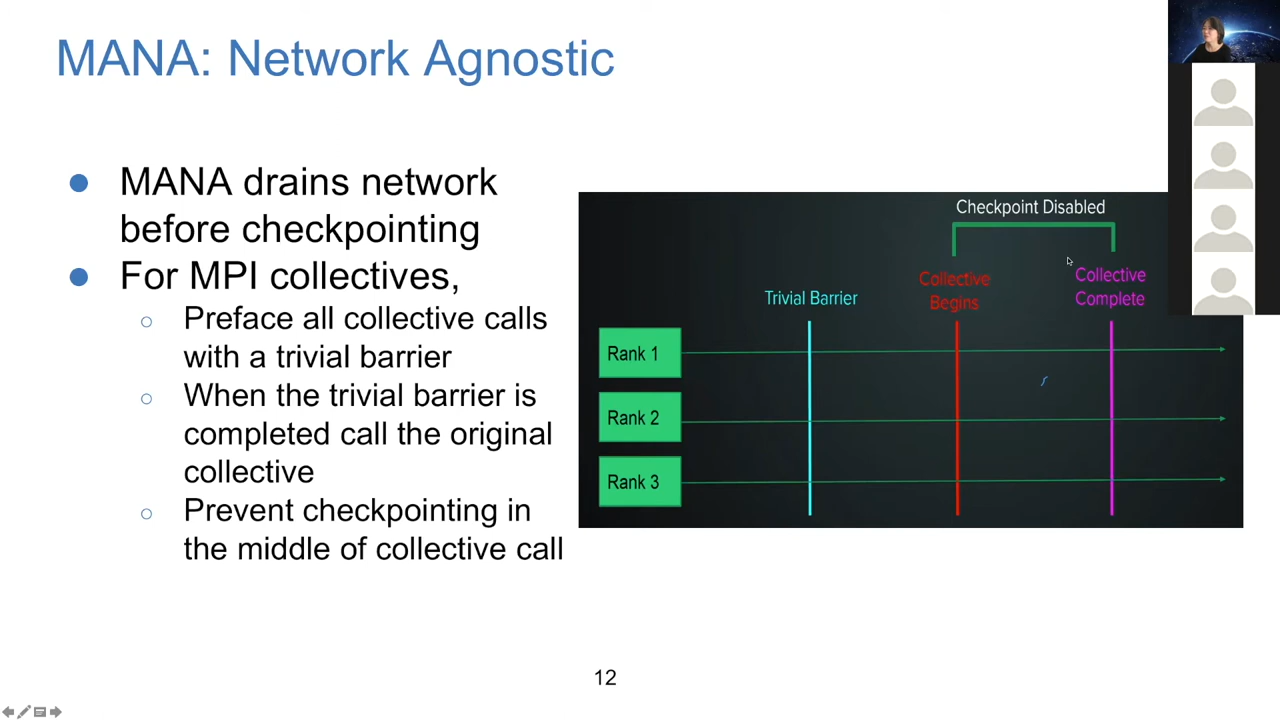 MANA: Network Agnostic
MANA drains network
before checkpointing
For MPI collectives,
Preface all collective calls
with a trivial barrier
When the trivial barrier is
completed call the original
collective
Prevent checkpointing in
the middle of collective call
Checkpoint Disabled
Trivial Barrier
Collective
Begins
Collective
Complete
Rank 1
Rank 2
Rank 3
12